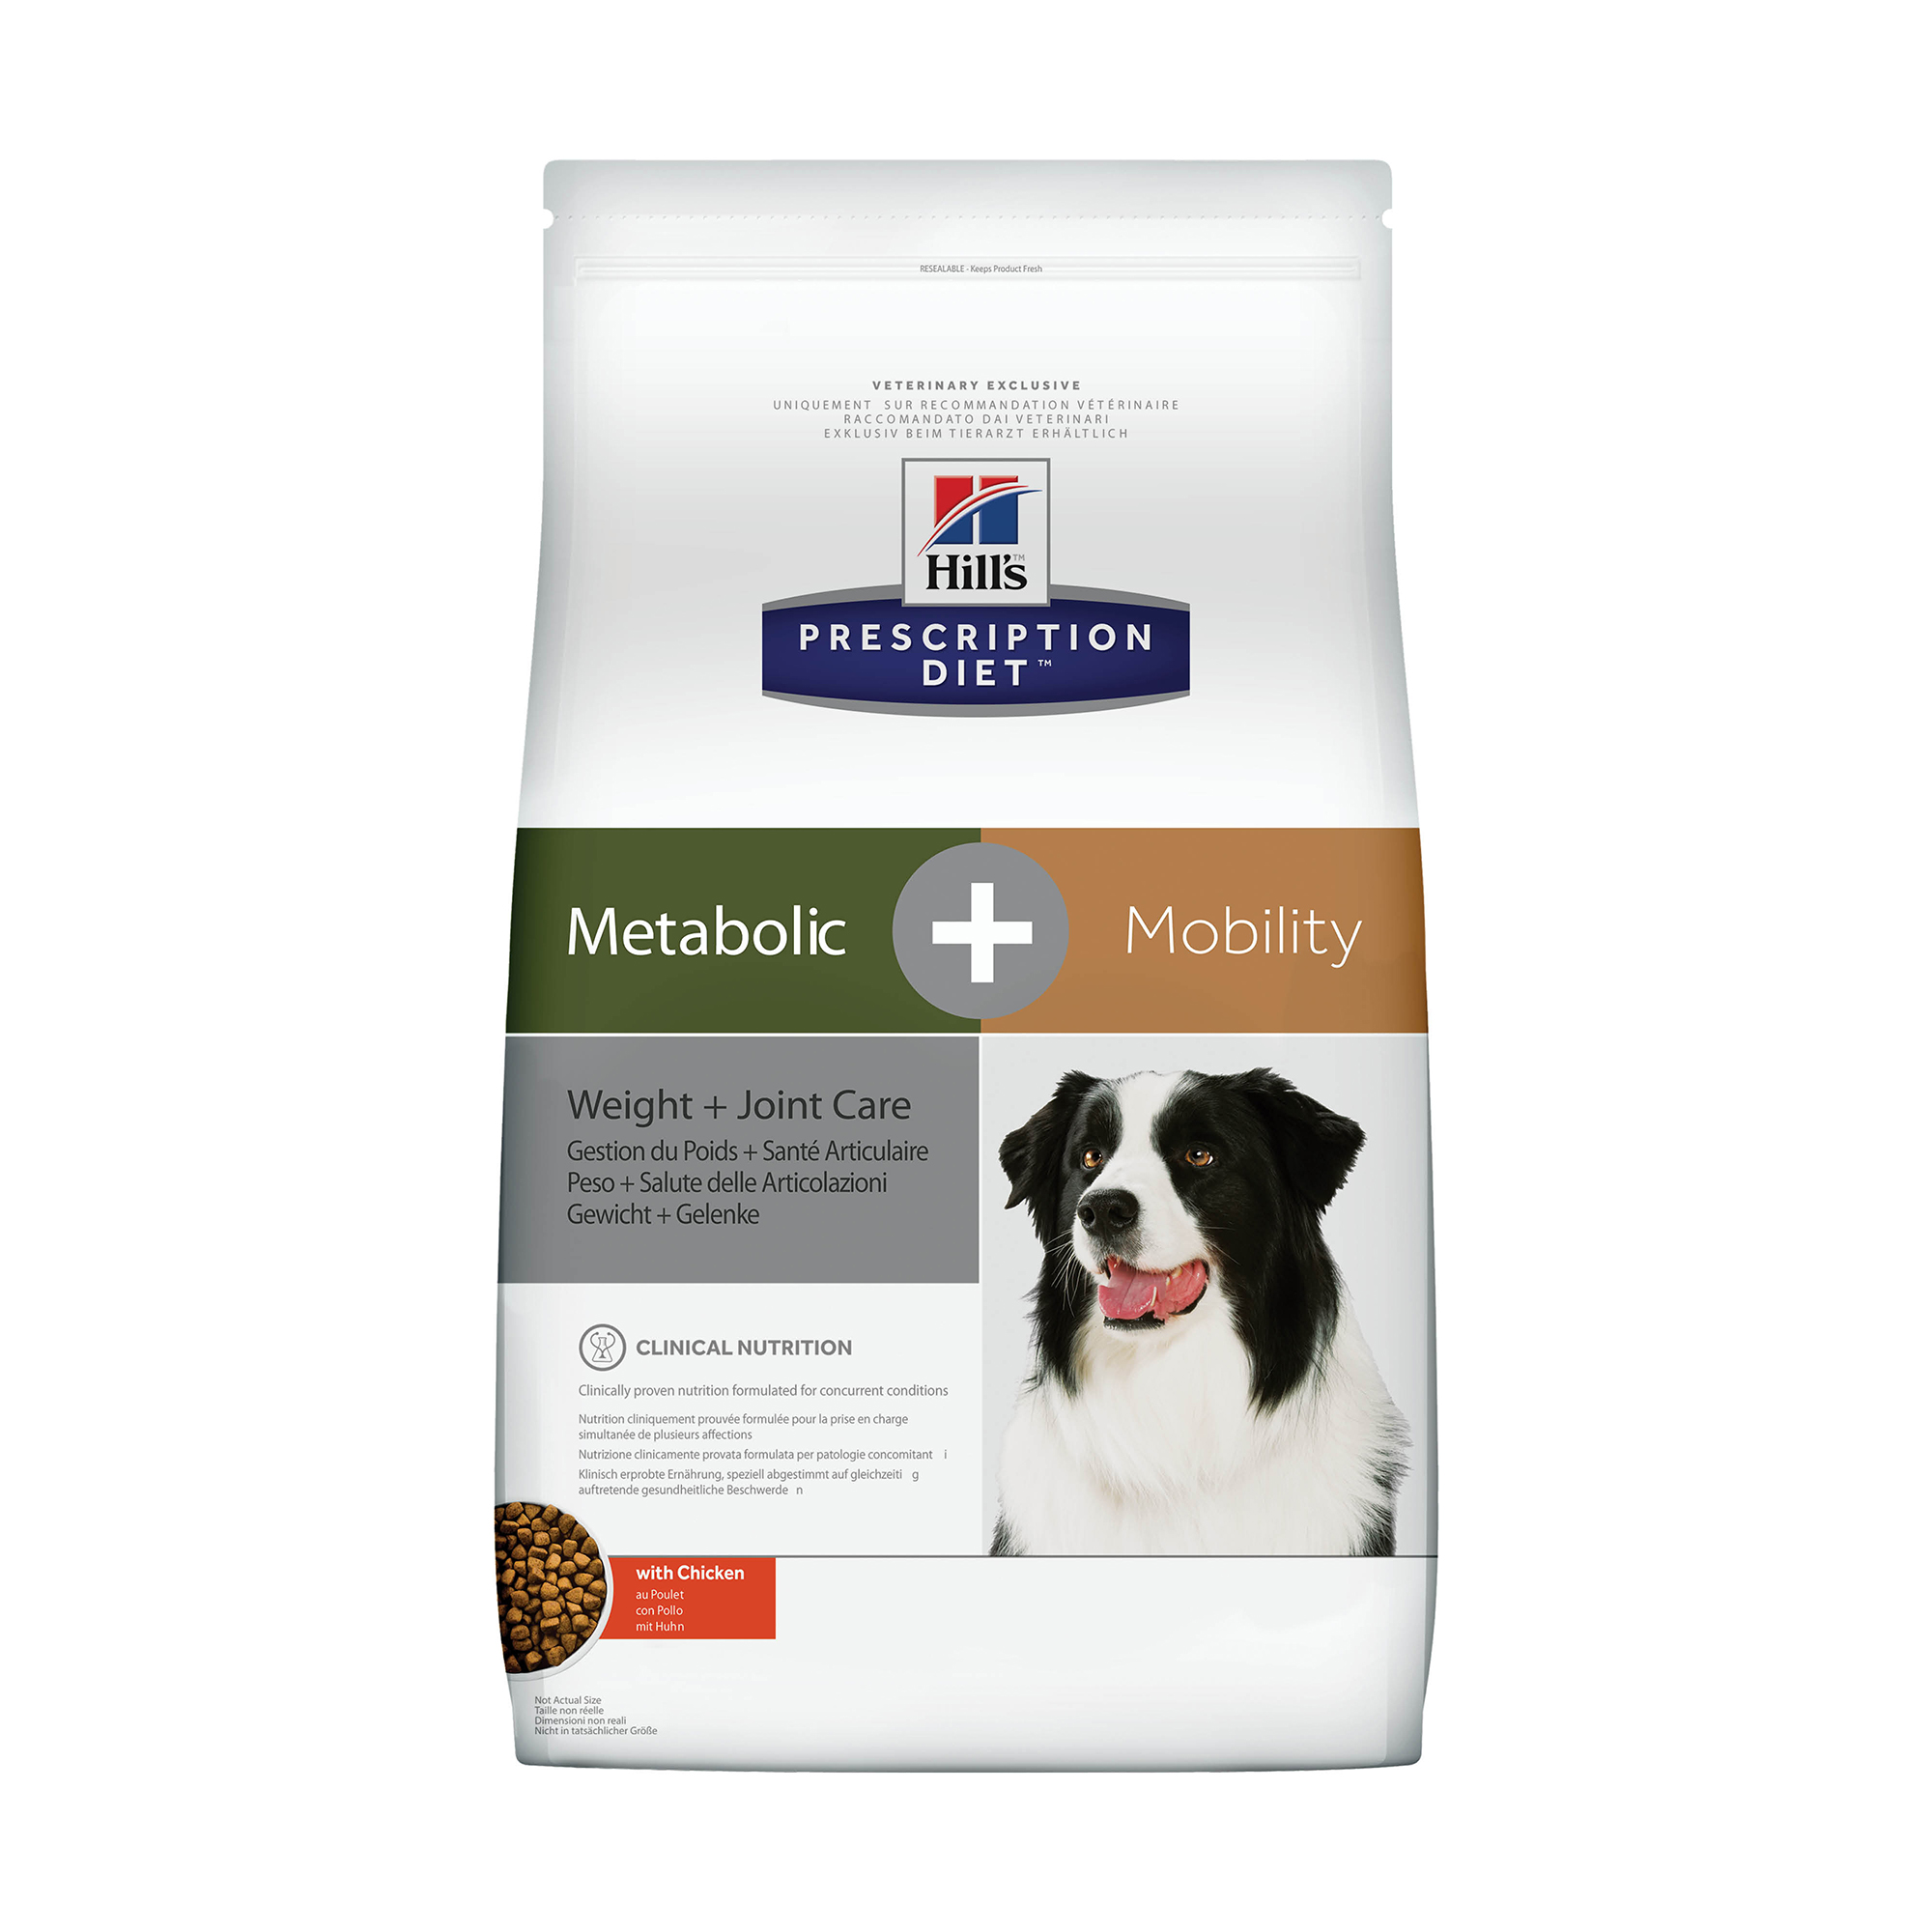 RESEALABLE - Keeps Product Fresh
VETERINARY EXCLUSIVE
UNIQUEMENT SUR RECOMMANDATION VÉTÉRINAIRE
RACCOMANDATO DAI VETERINARI
EXKLUSIV BEIM TIERARZT ERHÄLTLICH
Hill's™
PRESCRIPTION
DIET™
Metabolic + Mobility
Weight + Joint Care
Gestion du Poids + Santé Articulaire
Peso + Salute delle Articolazioni
Gewicht + Gelenke
CLINICAL NUTRITION
Clinically proven nutrition formulated for concurrent conditions
Nutrition cliniquement prouvée formulée pour la prise en charge
simultanée de plusieurs affections
Nutrizione clinicamente provata formulata per patologie concomitant i
Klinisch erprobte Ernährung, speziell abgestimmt auf gleichzeiti g
auftretende gesundheitliche Beschwerde n
with Chicken
au Poulet
con Pollo
mit Huhn
Not Actual Size
Taille non réelle
Dimensioni non reali
Nicht in tatsächlicher Größe